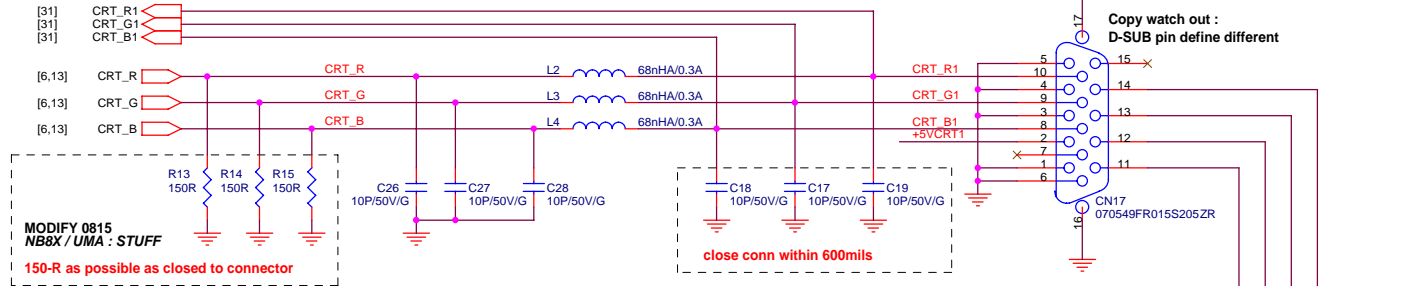 [31] CRT_R1
[31] CRT_G1
[31] CRT_B1
17
Copy watch out :
D-SUB pin define different
[6,13] CRT_R CRT_R L2 68nHA/0.3A CRT_R1
[6,13] CRT_G CRT_G L3 68nHA/0.3A CRT_G1
[6,13] CRT_B CRT_B L4 68nHA/0.3A CRT_B1
+5VCRT1
5 15
10
4 14
9
3 13
8
2 12
7
1 11
6
R13 150R
R14 150R
R15 150R
C26 10P/50V/G
C27 10P/50V/G
C28 10P/50V/G
C18 10P/50V/G
C17 10P/50V/G
C19 10P/50V/G
CN17
070549FR015S205ZR
16
MODIFY 0815
NB8X / UMA : STUFF
150-R as possible as closed to connector
close conn within 600mils